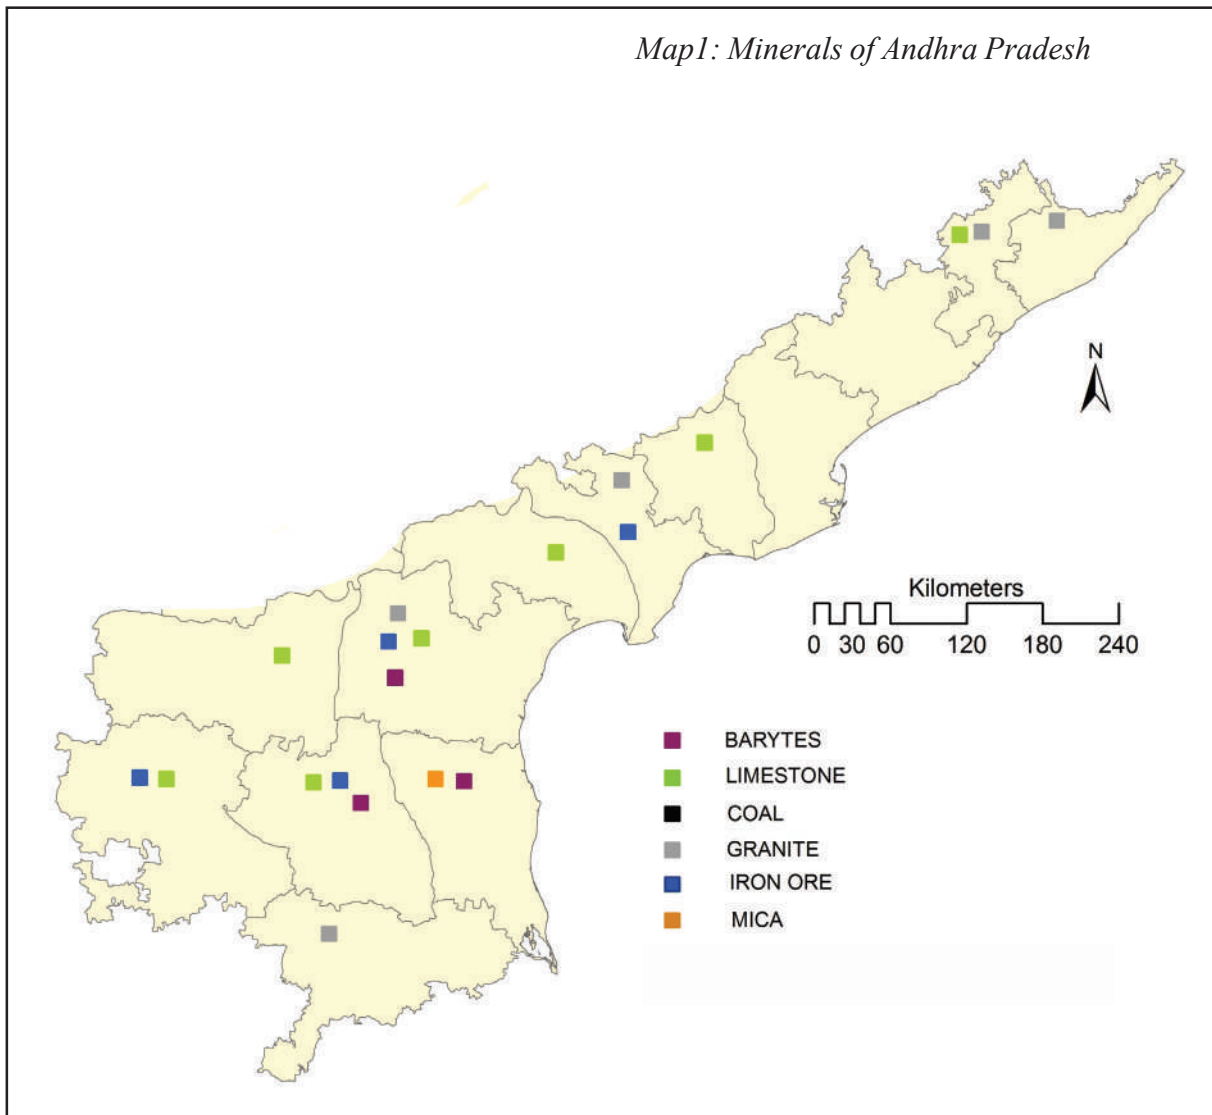 Map1: Minerals of Andhra Pradesh
N
Kilometers
0 30 60 120 180 240
BARYTES
LIMESTONE
COAL
GRANITE
IRON ORE
MICA